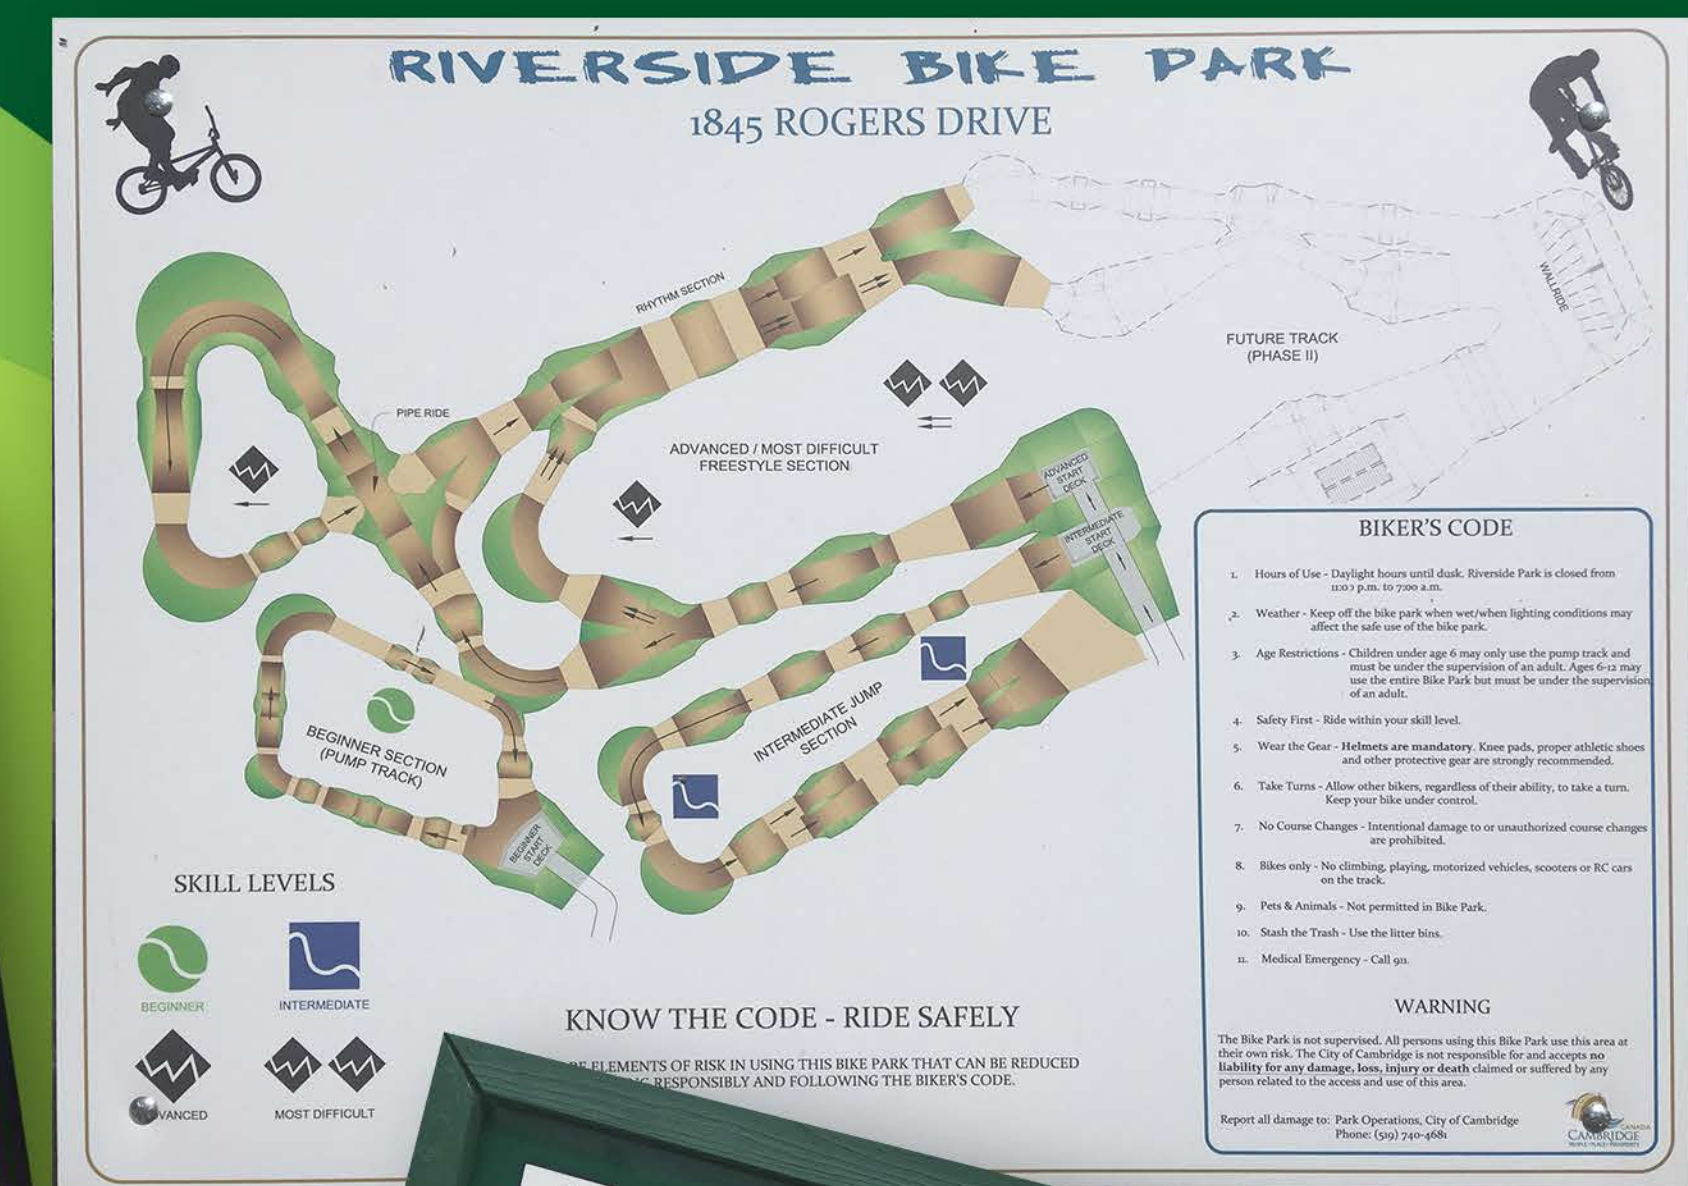 RIVERSIDE BIKE PARK
1845 ROGERS DRIVE
RHYTHM SECTION
WALLRIDE
FUTURE TRACK
(PHASE II)
PIPE RIDE
ADVANCED / MOST DIFFICULT
FREESTYLE SECTION
ADVANCED
START
DECK
INTERMEDIATE
START
DECK
INTERMEDIATE JUMP
SECTION
BEGINNER SECTION
(PUMP TRACK)
BEGINNER
START
DECK
SKILL LEVELS
BEGINNER
INTERMEDIATE
VANCED
MOST DIFFICULT
KNOW THE CODE - RIDE SAFELY
ELEMENTS OF RISK IN USING THIS BIKE PARK THAT CAN BE REDUCED
RESPONSIBLY AND FOLLOWING THE BIKER'S CODE.
BIKER'S CODE
1. Hours of Use - Daylight hours until dusk. Riverside Park is closed from
p.m. to 7:00 a.m.
2. Weather - Keep off the bike park when wet/when lighting conditions may
affect the safe use of the bike park.
3. Age Restrictions - Children under age 6 may only use the pump track and
must be under the supervision of an adult. Ages 6-12 may
use the entire Bike Park but must be under the supervision
of an adult.
4. Safety First - Ride within your skill level.
5. Wear the Gear - Helmets are mandatory. Knee pads, proper athletic shoes
and other protective gear are strongly recommended.
6. Take Turns - Allow other bikers, regardless of their ability, to take a turn.
Keep your bike under control.
7. No Course Changes - Intentional damage to or unauthorized course changes
are prohibited.
8. Bikes only - No climbing, playing, motorized vehicles, scooters or RC cars
on the track.
9. Pets & Animals - Not permitted in Bike Park.
10. Stash the Trash - Use the litter bins.
11. Medical Emergency - Call 911.
WARNING
The Bike Park is not supervised. All persons using this Bike Park use this area at
their own risk. The City of Cambridge is not responsible for and accepts no
liability for any damage, loss, injury or death claimed or suffered by any
person related to the access and use of this area.
Report all damage to: Park Operations, City of Cambridge
Phone: (519) 740-4681
CANADA
CAMBRIDGE